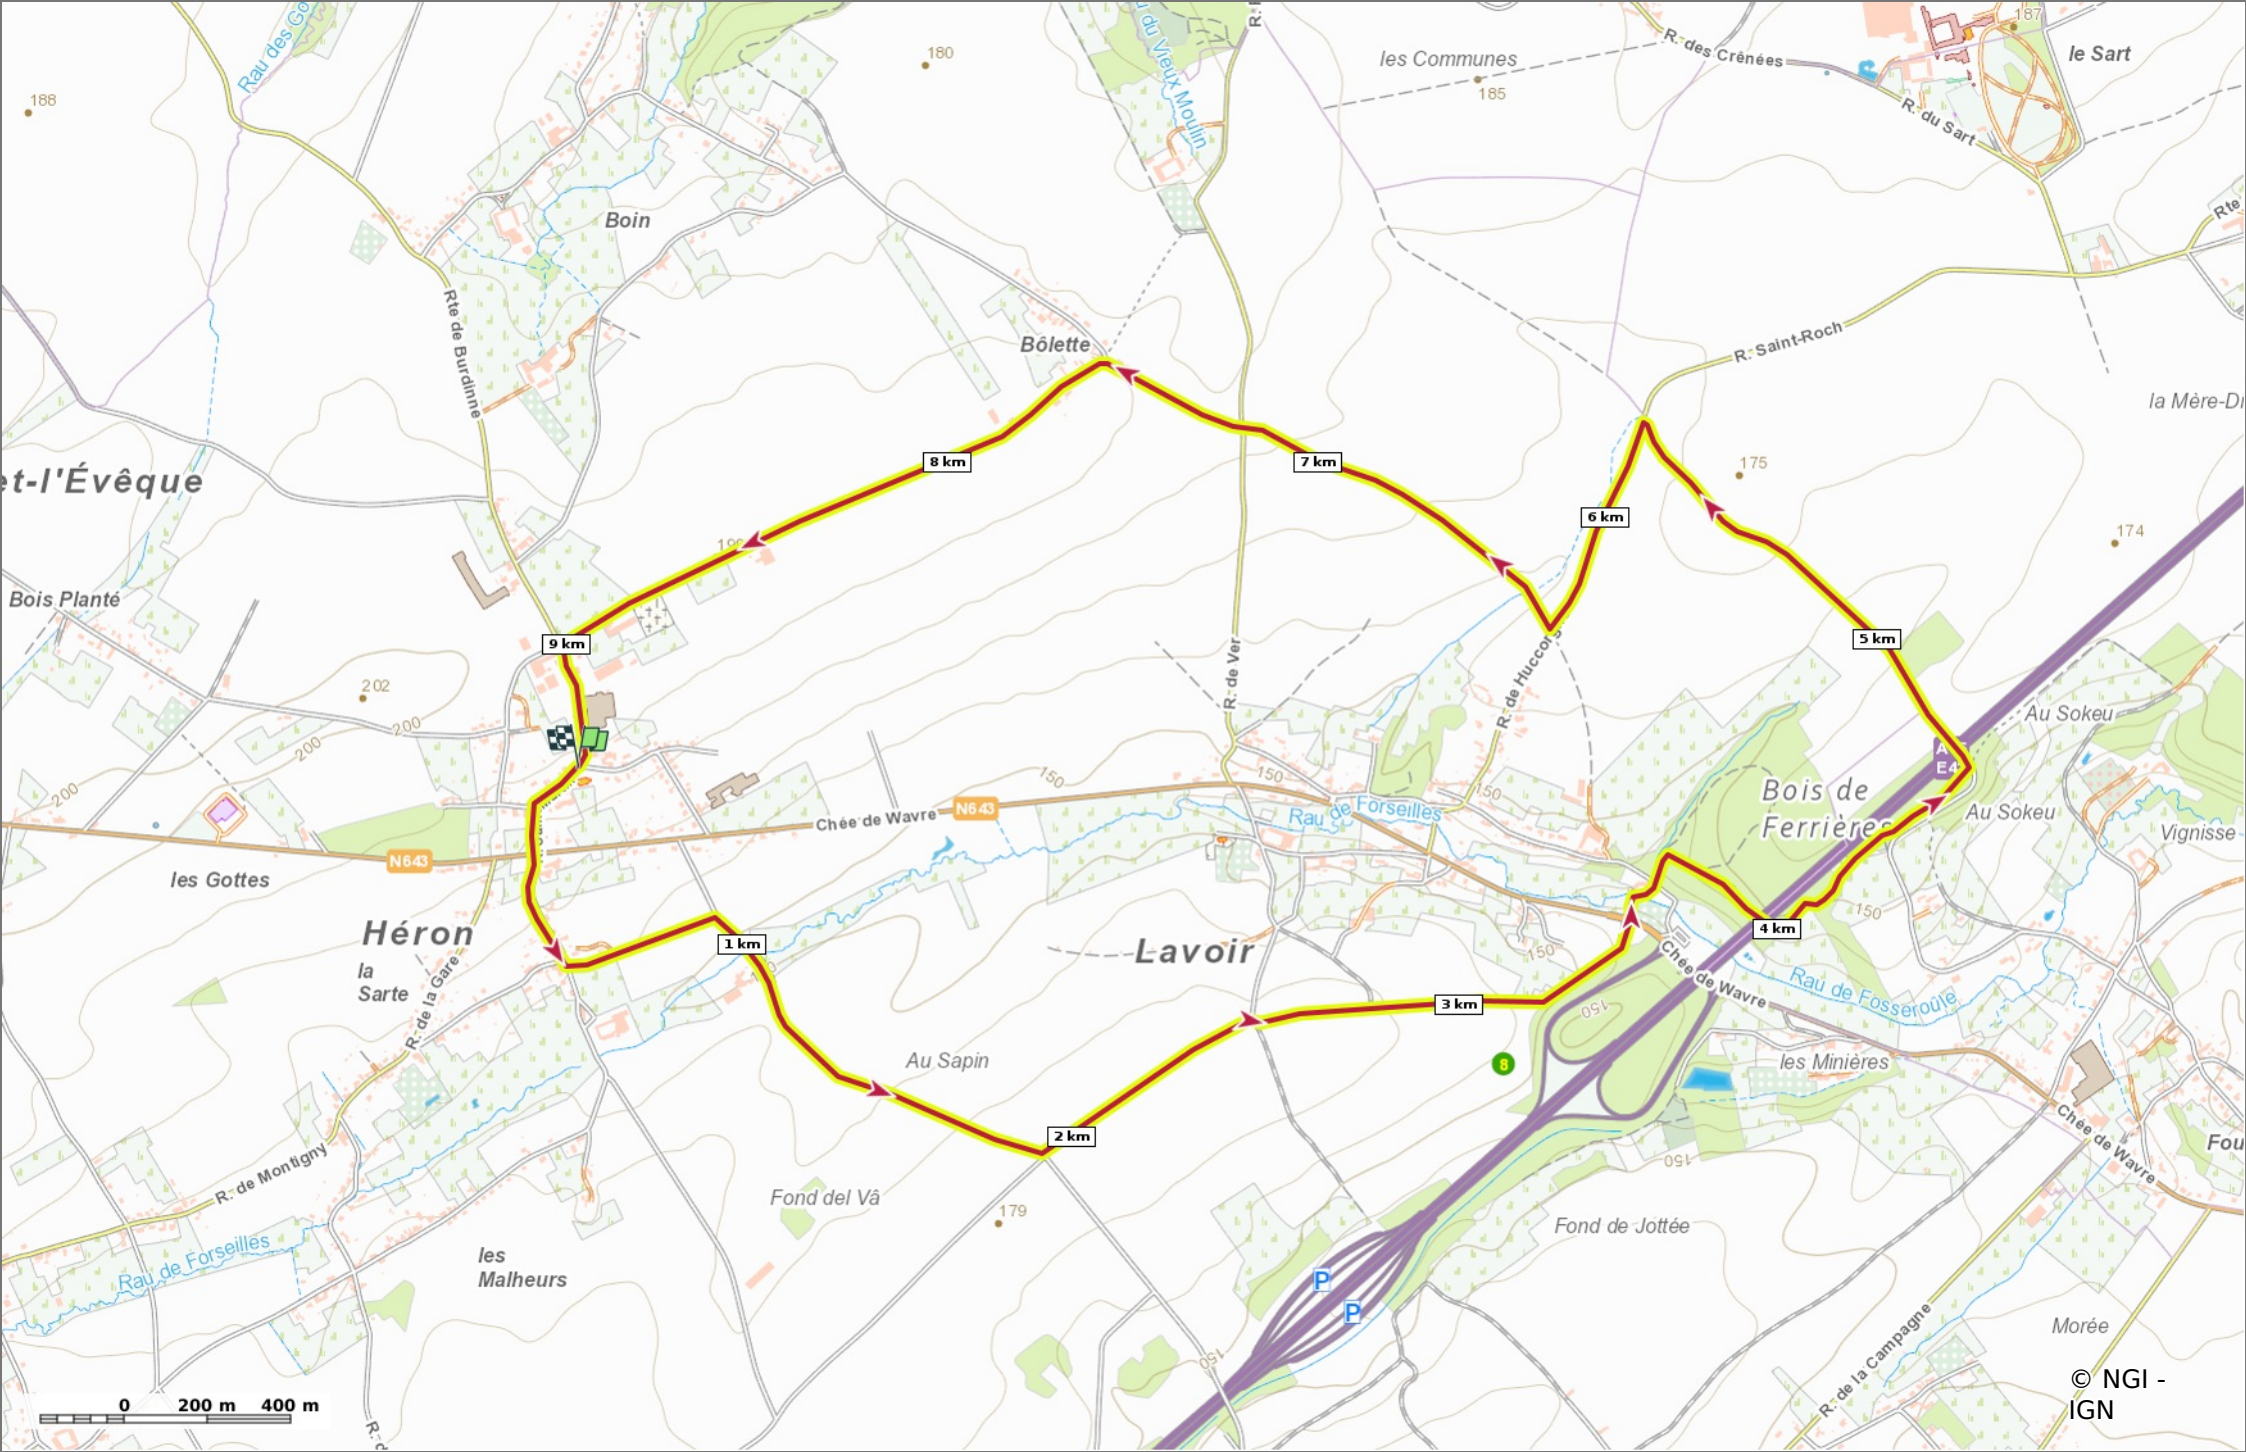 Rau des Go
188
180
u du Vieux Moulin
R.
les Communes
185
R. des Crênées
187
le Sart
R. du Sart
Rte
Boin
Rte de Burdinne
Bôlette
R. Saint-Roch
la Mère-Di
et-l'Évêque
8 km
7 km
175
6 km
174
199
Bois Planté
9 km
5 km
202
200
200
200
R. de Ver
R. de Huccorg
Au Sokeu
A
E4
Bois de
Ferrières
Au Sokeu
Vignisse
150
150
150
Rau de Forseilles
Chée de Wavre
N643
N643
les Gottes
Héron
la
Sarte
R. de la Gare
1 km
Lavoir
150
4 km
150
Chée de Wavre
Rau de Fosseroûle
3 km
150
Au Sapin
8
les Minières
2 km
Chée de Wavre
Fou
R. de Montigny
Fond del Vâ
179
150
Fond de Jottée
Rau de Forseilles
les
Malheurs
P
P
150
R. de la Campagne
Morée
0 200 m 400 m
© NGI -
IGN